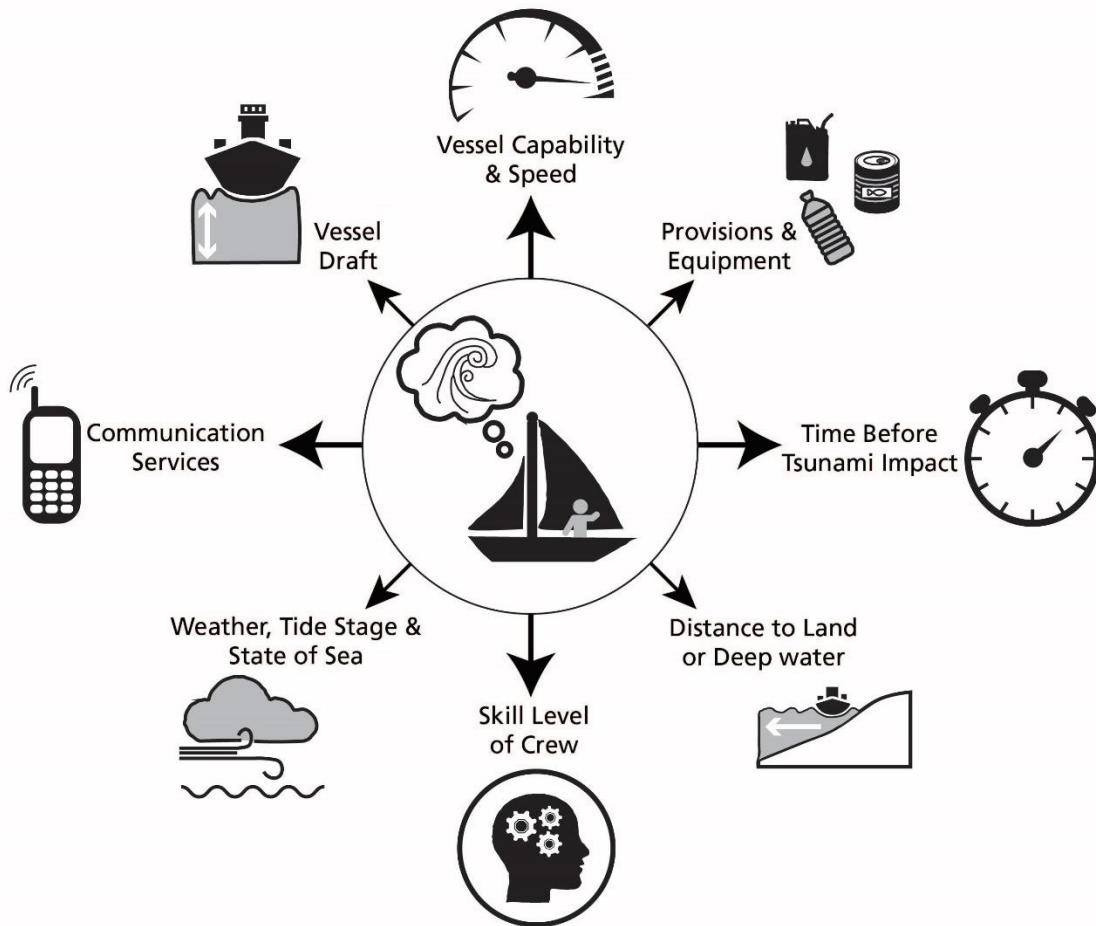 Vessel Capability
& Speed
Vessel
Draft
Provisions &
Equipment
Communication
Services
Time Before
Tsunami Impact
Weather, Tide Stage &
State of Sea
Distance to Land
or Deep water
Skill Level
of Crew